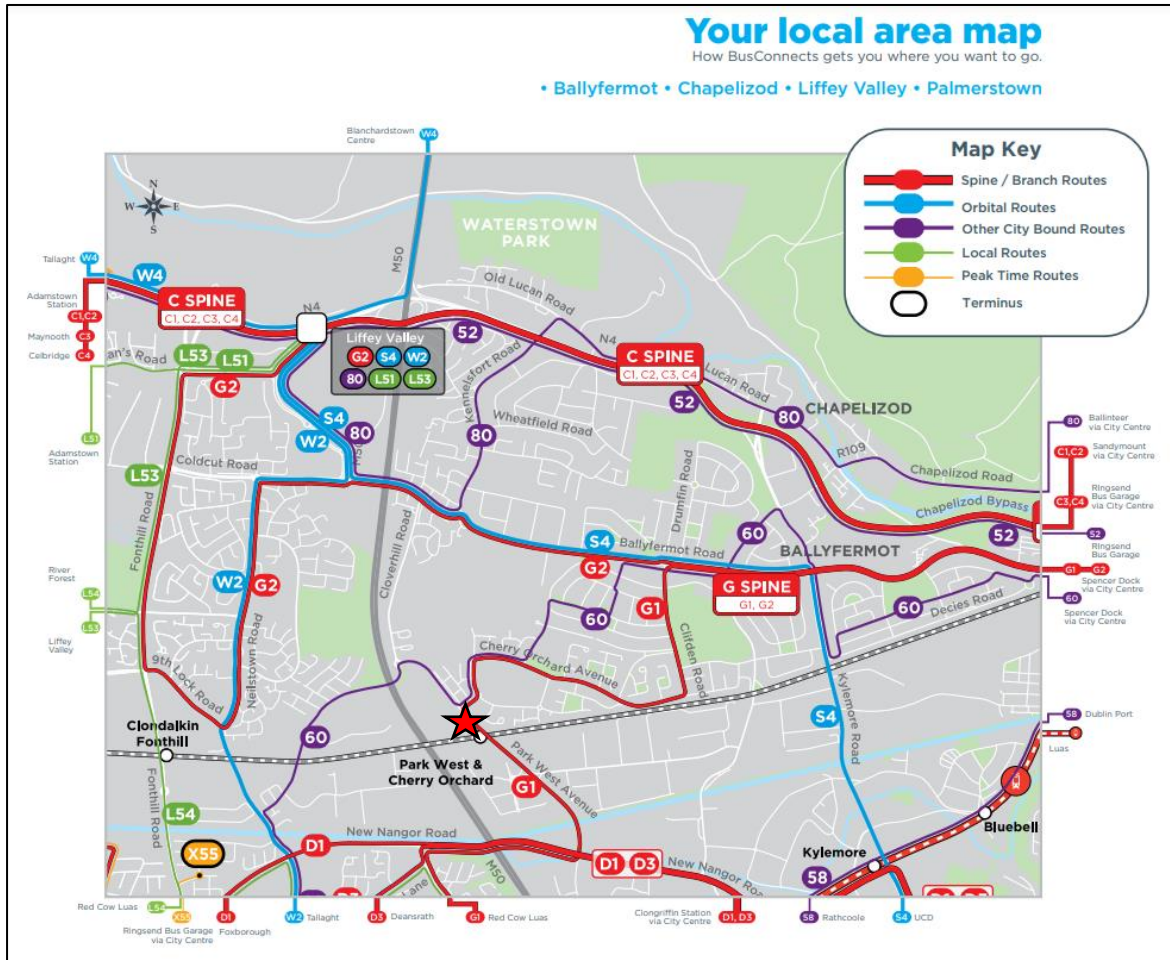 Your local area map
How BusConnects gets you where you want to go.
• Ballyfermot • Chapelizod • Liffey Valley • Palmerstown
Map Key
Spine / Branch Routes
Orbital Routes
Other City Bound Routes
Local Routes
Peak Time Routes
Terminus
Blanchardstown
Centre
W4
N
W E
S
WATERSTOWN
PARK
M50
Tallaght
W4
W4
Adamstown
Station
C1,C2
Maynooth
C3
Celbridge
C4
C SPINE
C1, C2, C3, C4
N4
Old Lucan Road
52
N4
Liffey Valley
G2 S4 W2
80 L51 L53
an's Road
L53
L51
G2
C SPINE
C1, C2, C3, C4
52
Lucan Road
80
CHAPELIZOD
Kennelsfort Road
Wheatfield Road
80
S4
W2
80
M50
R109
Chapelizod Road
Chapelizod Bypass
52
80
Ballinteer
via City Centre
C1,C2
Sandymount
via City Centre
C3,C4
Ringsend
Bus Garage
via City Centre
52
L51
Adamstown
Station
Coldcut Road
L53
Fonthill Road
Drumfin Road
Cloverhill Road
60
S4
Ballyfermot Road
BALLYFERMOT
G2
G SPINE
G1, G2
G1 G2
Ringsend
Bus Garage
Spencer Dock
via City Centre
60
Spencer Dock
via City Centre
River
Forest
L54
L53
Liffey
Valley
W2
G2
G1
60
60
Decies Road
Neilstown Road
9th Lock Road
Cherry Orchard Avenue
Clifden Road
Kylemore Road
S4
Clondalkin
Fonthill
60
Park West &
Cherry Orchard
Park West Avenue
G1
58
Dublin Port
Luas
Fonthill Road
L54
New Nangor Road
X55
D1
M50
D1 D3
New Nangor Ro
Lane
Kylemore
58
Bluebell
Red Cow Luas
L54
X55
Ringsend Bus Garage
via City Centre
D1
Foxborough
W2
Tallaght
D3
Deansrath
G1
Red Cow Luas
Clongriffin Station
via City Centre
D1, D3
58
Rathcoole
S4
UCD